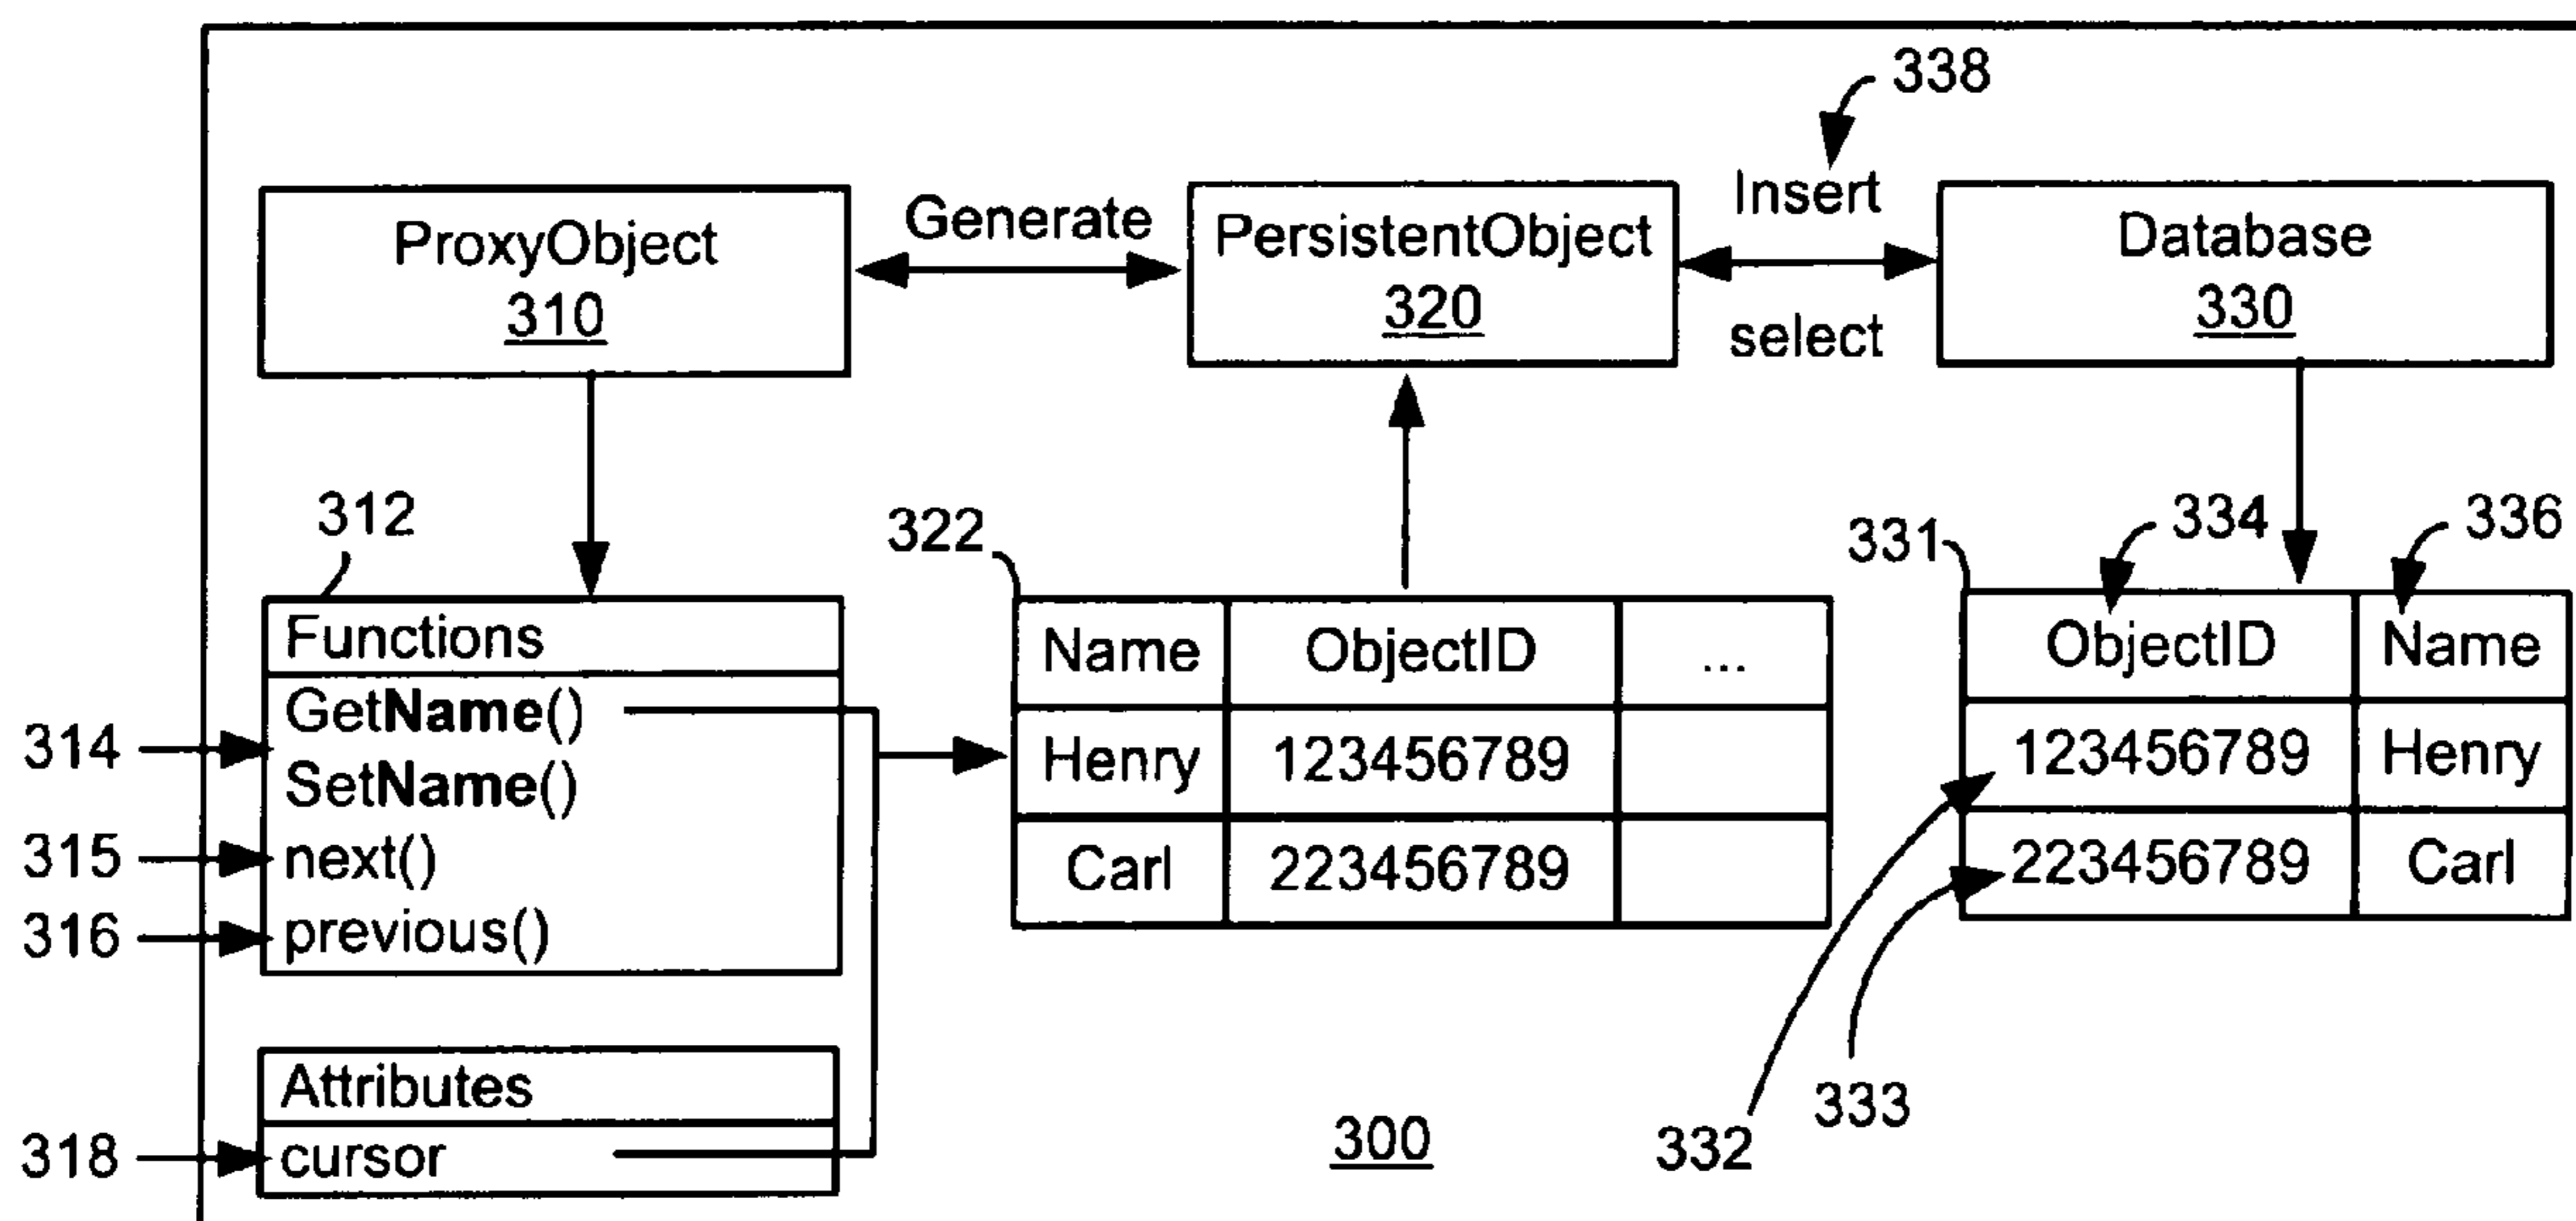 338
ProxyObject
310
Generate
PersistentObject
320
Insert
select
Database
330
312
Functions
GetName()
SetName()
next()
previous()
314
315
316
Attributes
cursor
318
322
Name ObjectID ...
Henry 123456789
Carl 223456789
331
334
336
ObjectID Name
123456789 Henry
223456789 Carl
333
332
300